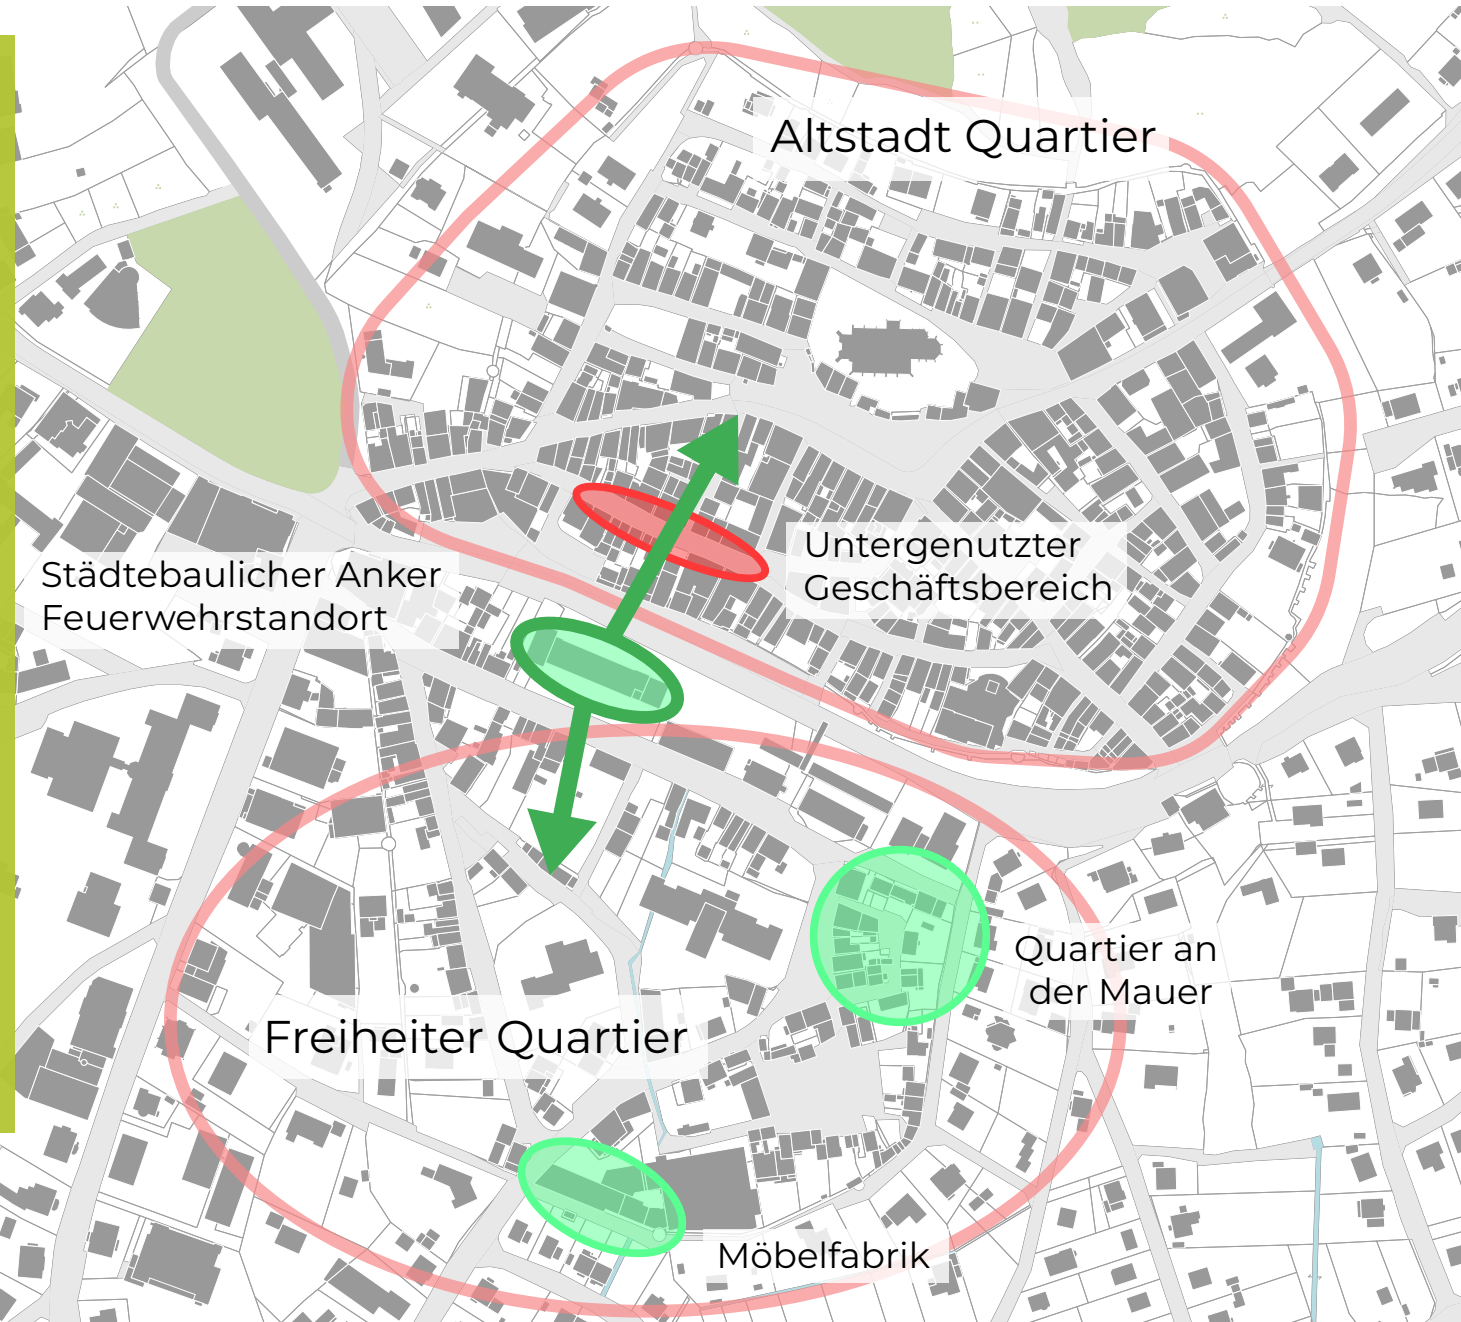 Altstadt Quartier
Untergenutzter
Geschäftsbereich
Städtebaulicher Anker
Feuerwehrstandort
Quartier an
der Mauer
Freiheiter Quartier
Möbelfabrik